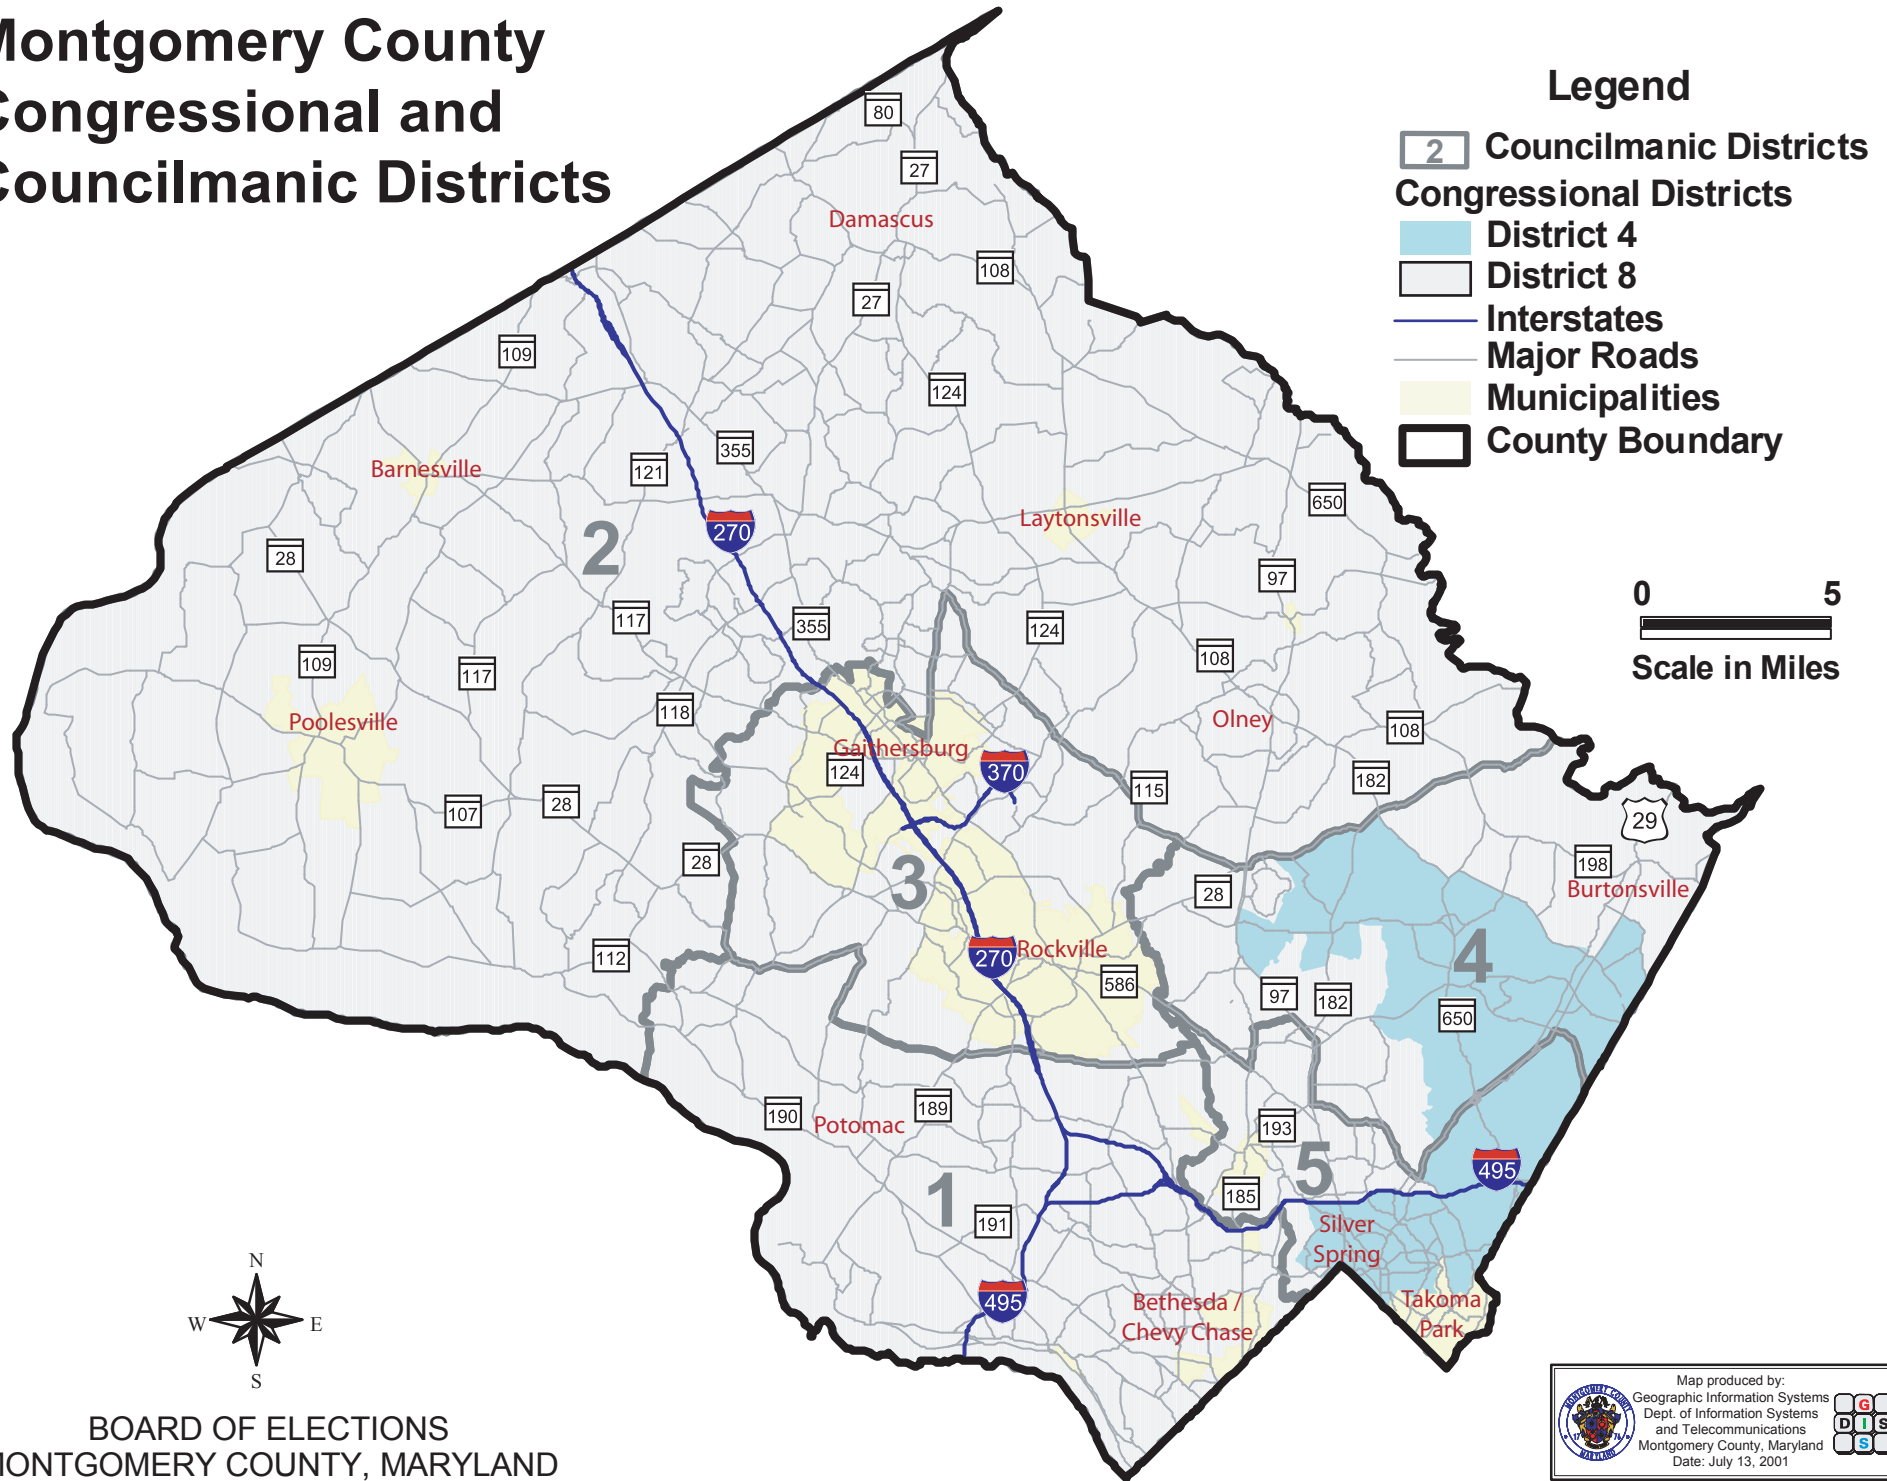 Montgomery County
Congressional and
Councilmanic Districts
Legend
2 Councilmanic Districts
Congressional Districts
District 4
District 8
Interstates
Major Roads
Municipalities
County Boundary
0 5
Scale in Miles
80
27
Damascus
108
27
109
124
355
121
Barnesville
650
270
Laytonsville
2
28
97
117
355
124
108
109
117
118
Poolesville
Olney
108
Gaithersburg
124
370
182
115
107
28
29
28
198
3
28
Burtonsville
Rockville
4
112
270
586
97
182
650
190
189
Potomac
193
5
495
185
1
191
Silver
Spring
495
Bethesda /
Chevy Chase
Takoma
Park
N
W E
S
BOARD OF ELECTIONS
MONTGOMERY COUNTY, MARYLAND
MONTGOMERY COUNTY
17 76
MARYLAND
Map produced by:
Geographic Information Systems
Dept. of Information Systems
and Telecommunications
Montgomery County, Maryland
Date: July 13, 2001
G
D I S
S